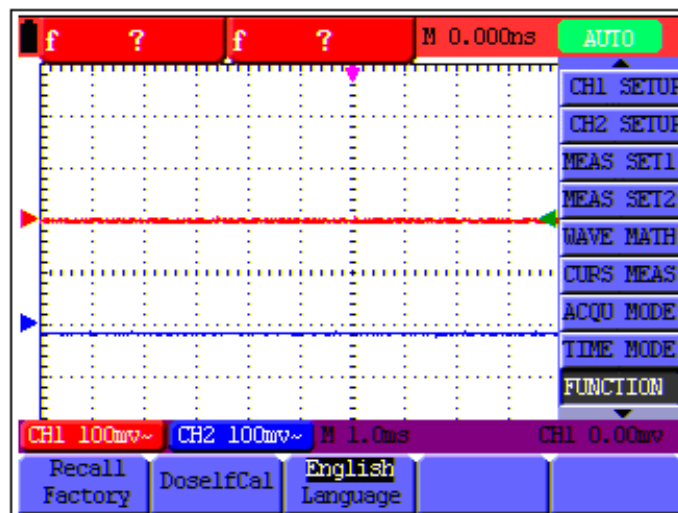 f ? f ? M 0.000ns AUTO
CH1 SETUP
CH2 SETUP
MEAS SET1
MEAS SET2
WAVE MATH
CURS MEAS
ACQU MODE
TIME MODE
FUNCTION
CH1 100mv~ CH2 100mv~ M 1.0ms CH1 0.00mv
Recall
Factory
DoselfCal
English
Language